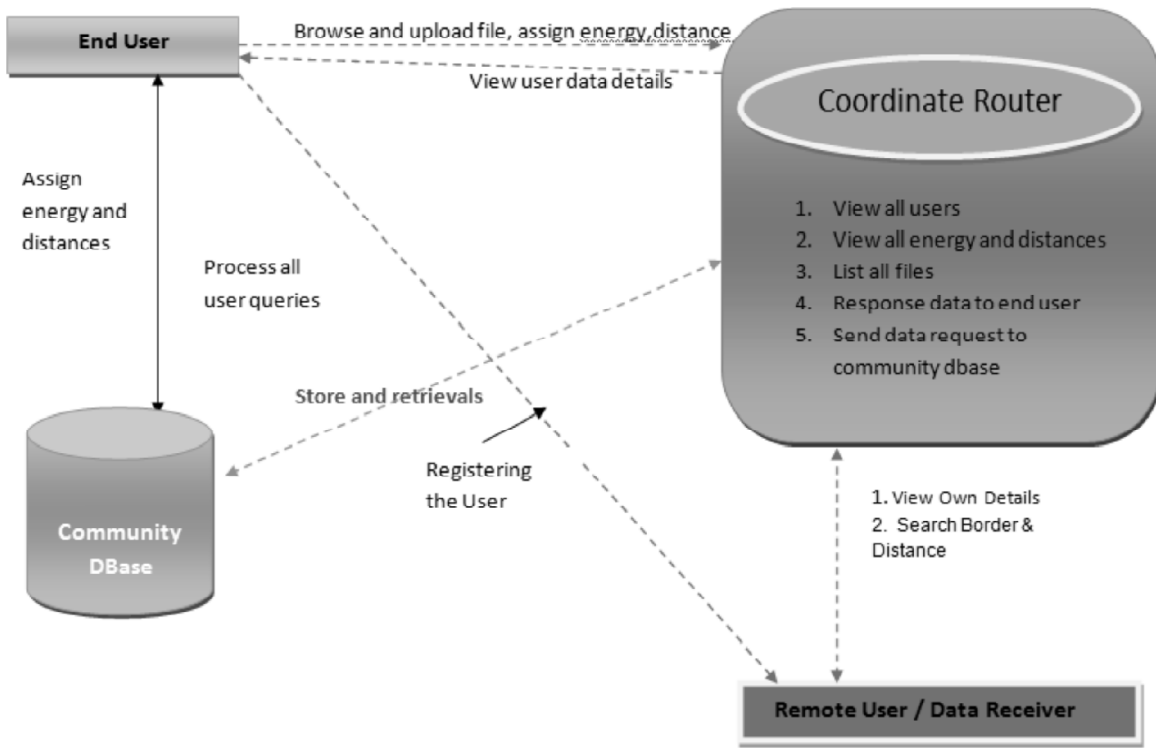 End User
Browse and upload file, assign energy,distance
View user data details
Coordinate Router
1. View all users
2. View all energy and distances
3. List all files
4. Response data to end user
5. Send data request to
community dbase
Assign
energy and
distances
Process all
user queries
Store and retrievals
Registering
the User
Community
DBase
1. View Own Details
2. Search Border &
Distance
Remote User / Data Receiver